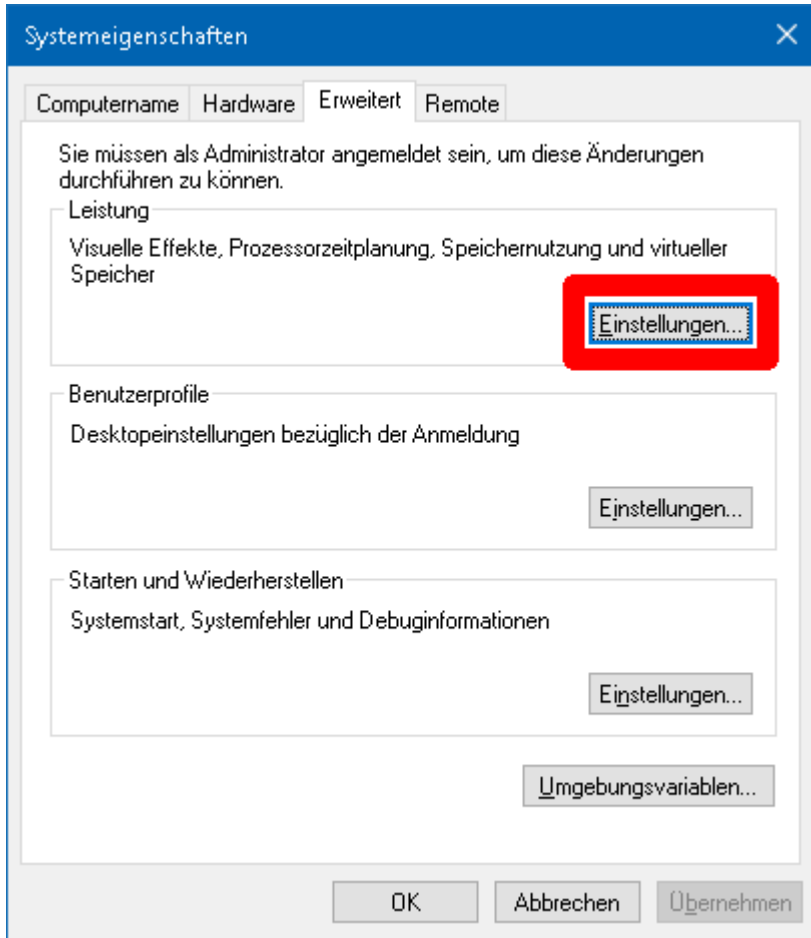 Systemeigenschaften
Computername Hardware Erweitert Remote
Sie müssen als Administrator angemeldet sein, um diese Änderungen
durchführen zu können.
Leistung
Visuelle Effekte, Prozessorzeitplanung, Speichernutzung und virtueller
Speicher
Einstellungen...
Benutzerprofile
Desktopeinstellungen bezüglich der Anmeldung
Einstellungen...
Starten und Wiederherstellen
Systemstart, Systemfehler und Debuginformationen
Einstellungen...
Umgebungsvariablen...
OK Abbrechen Übernehmen